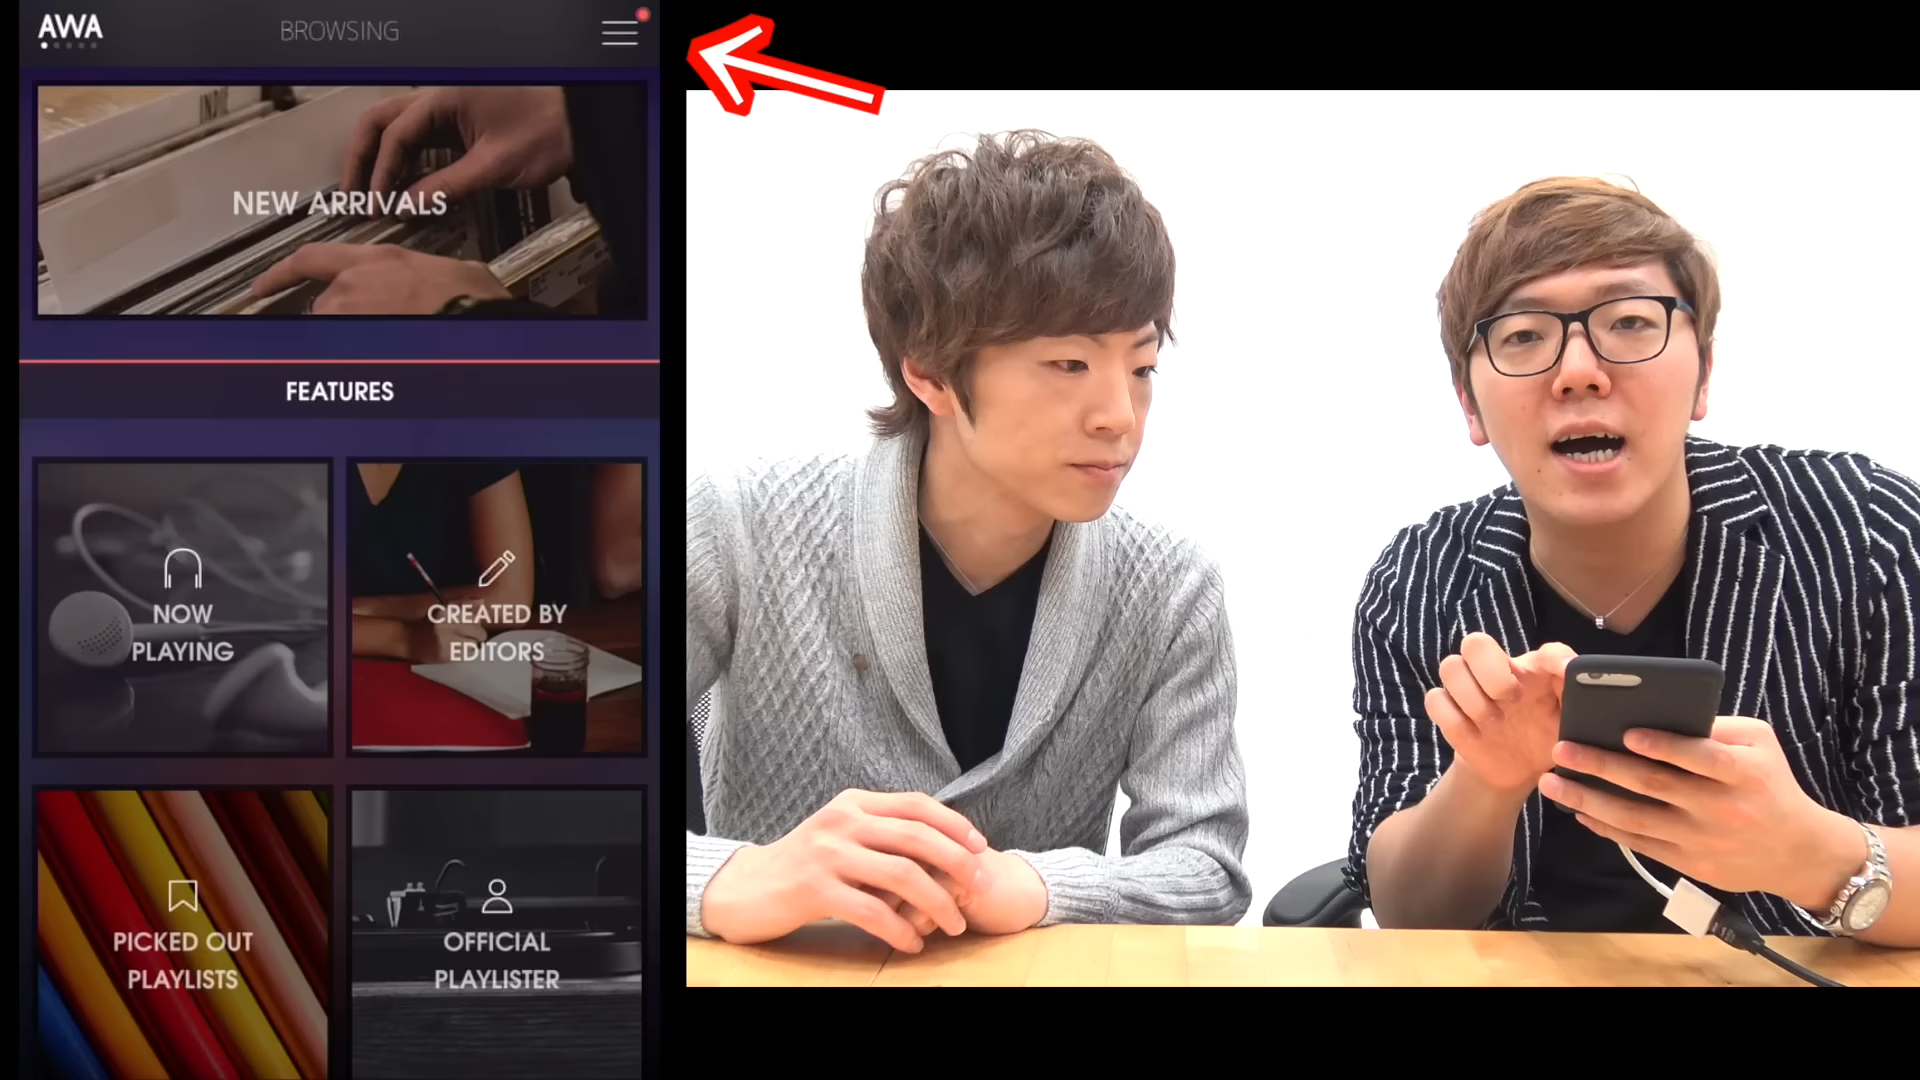 AWA
BROWSING
NEW ARRIVALS
FEATURES
NOW
PLAYING
CREATED BY
EDITORS
PICKED OUT
PLAYLISTS
OFFICIAL
PLAYLISTER